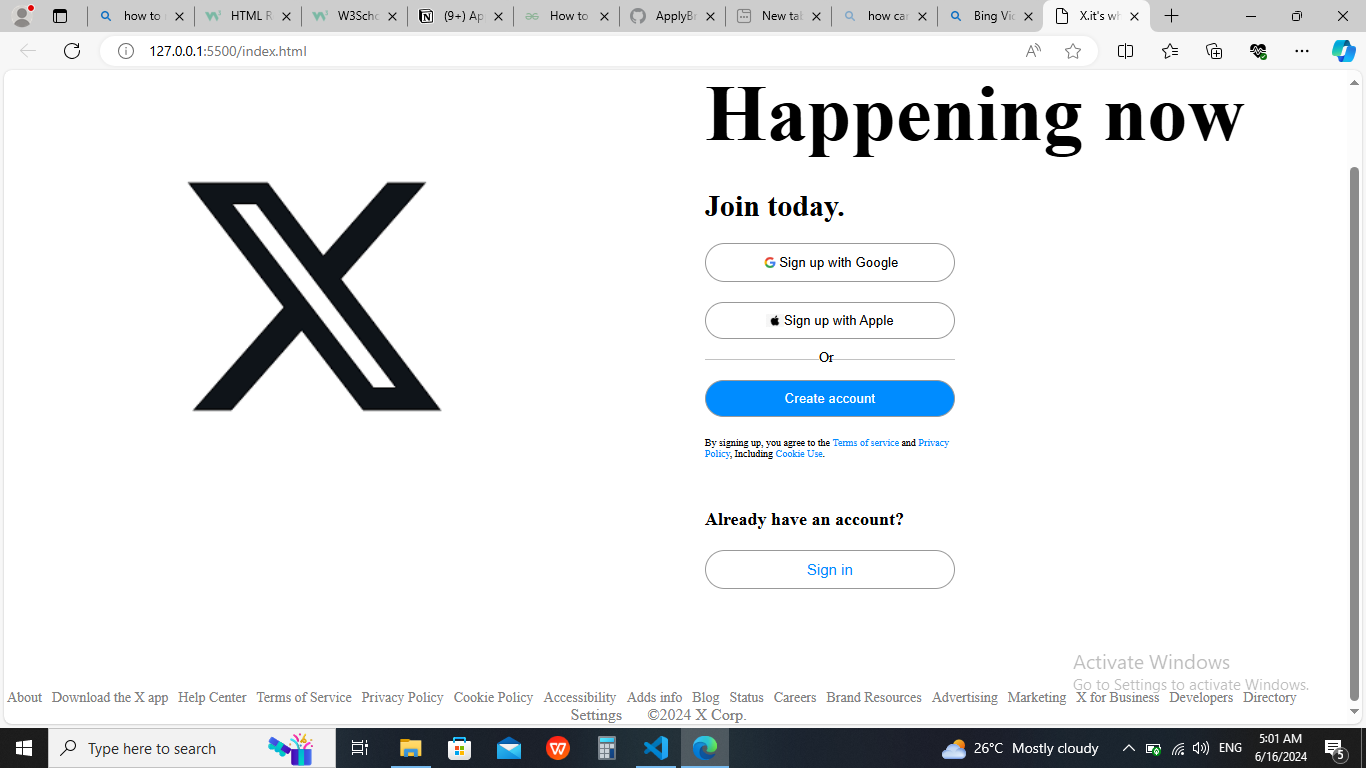 how to
HTML R
W3Scho
(9+) Ap
How to
ApplyBr
New tab
how can
Bing Vid
X.it's wh
127.0.0.1:5500/index.html
Happening now
Join today.
Sign up with Google
Sign up with Apple
Or
Create account
By signing up, you agree to the Terms of service and Privacy
Policy, Including Cookie Use.
Already have an account?
Sign in
Activate Windows
Go to Settings to activate Windows.
About Download the X app Help Center Terms of Service Privacy Policy Cookie Policy Accessibility Adds info Blog Status Careers Brand Resources Advertising Marketing X for Business Developers Directory
Settings ©2024 X Corp.
Type here to search
26°C Mostly cloudy
ENG
5:01 AM
6/16/2024
5